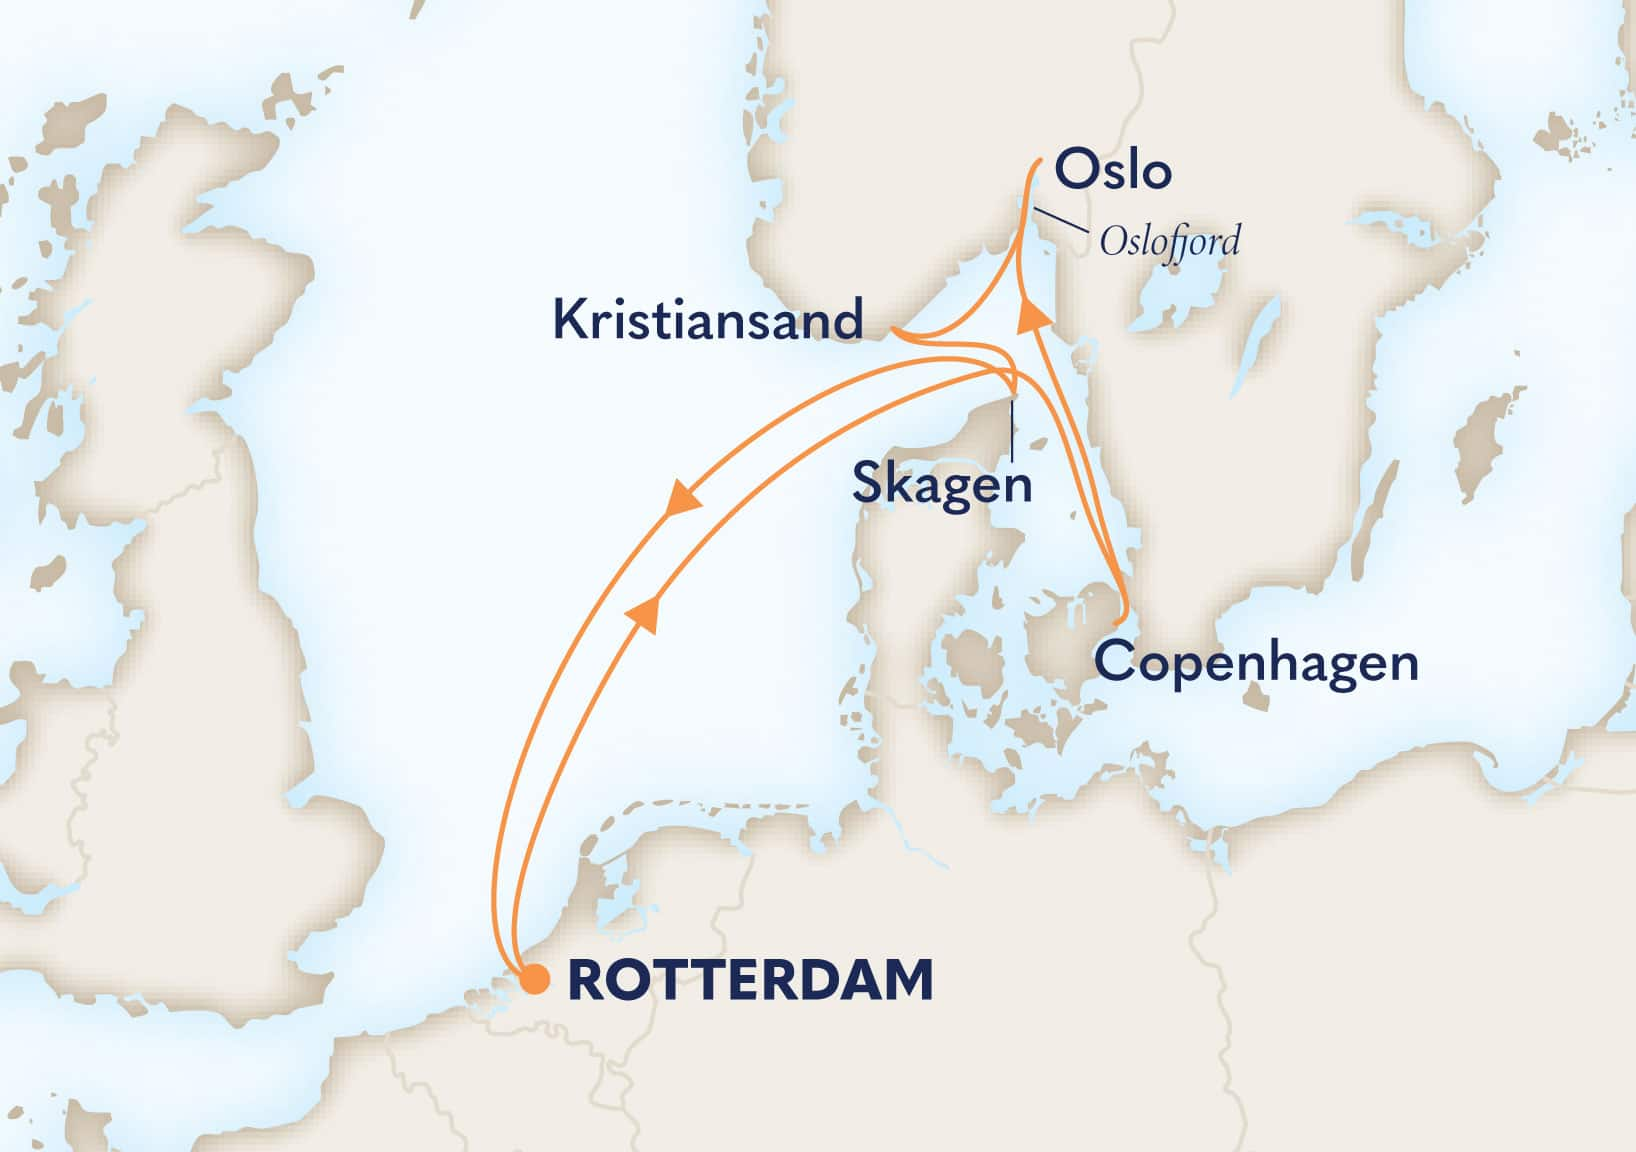 Oslo
Oslofjord
Kristiansand
Skagen
Copenhagen
ROTTERDAM